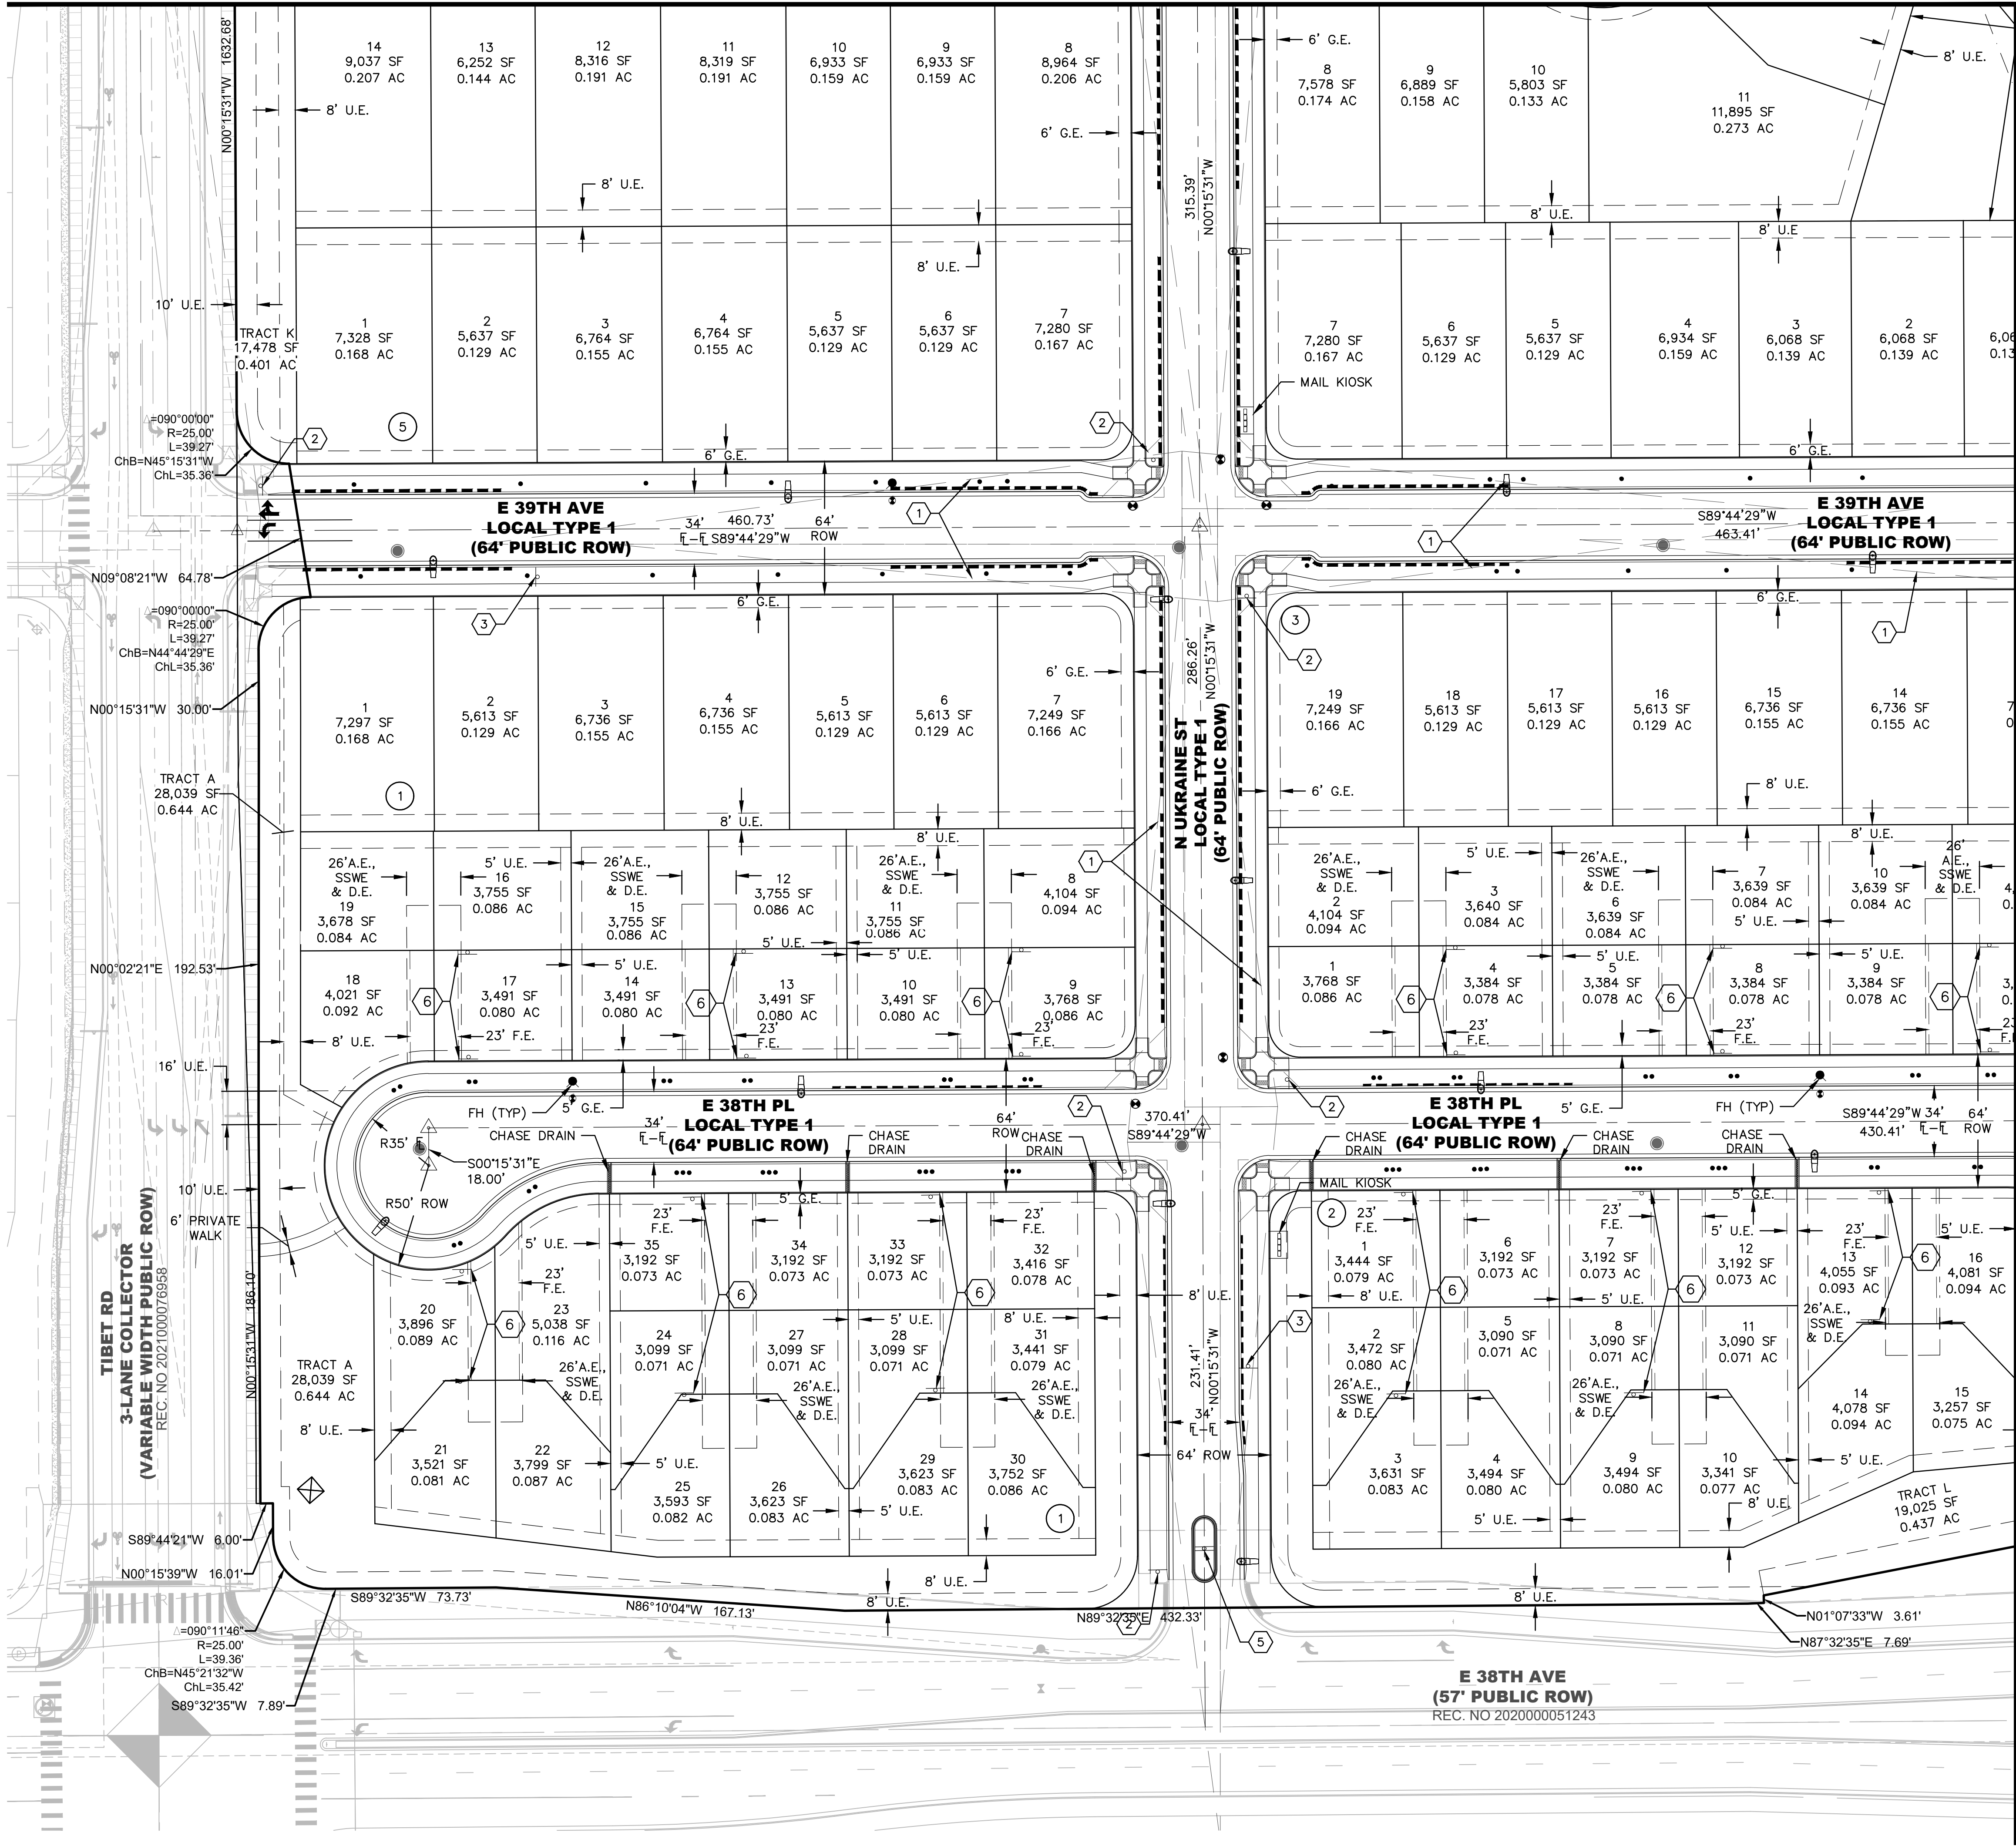 N00°15'31"W 1632.68'
14
9,037 SF
0.207 AC
13
6,252 SF
0.144 AC
12
8,316 SF
0.191 AC
11
8,319 SF
0.191 AC
10
6,933 SF
0.159 AC
9
6,933 SF
0.159 AC
8
8,964 SF
0.206 AC
8' U.E.
6' G.E.
8' U.E.
8' U.E.
315.39'
N00°15'31"W
6' G.E.
8
7,578 SF
0.174 AC
9
6,889 SF
0.158 AC
10
5,803 SF
0.133 AC
11
11,895 SF
0.273 AC
8' U.E.
8' U.E.
8' U.E
10' U.E.
TRACT K
17,478 SF
0.401 AC
1
7,328 SF
0.168 AC
2
5,637 SF
0.129 AC
3
6,764 SF
0.155 AC
4
6,764 SF
0.155 AC
5
5,637 SF
0.129 AC
6
5,637 SF
0.129 AC
7
7,280 SF
0.167 AC
7
7,280 SF
0.167 AC
6
5,637 SF
0.129 AC
5
5,637 SF
0.129 AC
4
6,934 SF
0.159 AC
3
6,068 SF
0.139 AC
2
6,068 SF
0.139 AC
MAIL KIOSK
△=090°00'00"
R=25.00'
L=39.27'
ChB=N45°15'31"W
ChL=35.36'
2
5
2
6' G.E.
6' G.E.
E 39TH AVE
LOCAL TYPE 1
(64' PUBLIC ROW)
34'
FL-FL
460.73'
S89°44'29"W
64'
ROW
1
1
S89°44'29"W
463.41'
E 39TH AVE
LOCAL TYPE 1
(64' PUBLIC ROW)
N09°08'21"W 64.78'
△=090°00'00"
R=25.00'
L=39.27'
ChB=N44°44'29"E
ChL=35.36'
N00°15'31"W 30.00'
3
6' G.E.
6' G.E.
3
2
1
6' G.E.
286.26'
N00°15'31"W
1
7,297 SF
0.168 AC
2
5,613 SF
0.129 AC
3
6,736 SF
0.155 AC
4
6,736 SF
0.155 AC
5
5,613 SF
0.129 AC
6
5,613 SF
0.129 AC
7
7,249 SF
0.166 AC
19
7,249 SF
0.166 AC
18
5,613 SF
0.129 AC
17
5,613 SF
0.129 AC
16
5,613 SF
0.129 AC
15
6,736 SF
0.155 AC
14
6,736 SF
0.155 AC
N UKRAINE ST
LOCAL TYPE 1
(64' PUBLIC ROW)
TRACT A
28,039 SF
0.644 AC
1
8' U.E.
8' U.E.
6' G.E.
8' U.E.
8' U.E.
1
26'A.E.,
SSWE
& D.E.
19
3,678 SF
0.084 AC
5' U.E.
16
3,755 SF
0.086 AC
26'A.E.,
SSWE
& D.E.
15
3,755 SF
0.086 AC
12
3,755 SF
0.086 AC
26'A.E.,
SSWE
& D.E.
11
3,755 SF
0.086 AC
8
4,104 SF
0.094 AC
26'A.E.,
SSWE
& D.E.
2
4,104 SF
0.094 AC
5' U.E.
3
3,640 SF
0.084 AC
26'A.E.,
SSWE
& D.E.
6
3,639 SF
0.084 AC
7
3,639 SF
0.084 AC
5' U.E.
10
3,639 SF
0.084 AC
26'
A.E.,
SSWE
& D.E.
N00°02'21"E 192.53'
5' U.E.
5' U.E.
5' U.E.
5' U.E.
5' U.E.
18
4,021 SF
0.092 AC
6
17
3,491 SF
0.080 AC
14
3,491 SF
0.080 AC
6
13
3,491 SF
0.080 AC
10
3,491 SF
0.080 AC
6
9
3,768 SF
0.086 AC
1
3,768 SF
0.086 AC
6
4
3,384 SF
0.078 AC
5
3,384 SF
0.078 AC
6
8
3,384 SF
0.078 AC
9
3,384 SF
0.078 AC
6
8' U.E.
23' F.E.
23'
F.E.
23'
F.E.
23'
F.E.
23'
F.E.
16' U.E.
FH (TYP)
5' G.E.
E 38TH PL
LOCAL TYPE 1
(64' PUBLIC ROW)
34'
FL-FL
64'
ROW
2
370.41'
S89°44'29"W
2
E 38TH PL
LOCAL TYPE 1
(64' PUBLIC ROW)
5' G.E.
FH (TYP)
S89°44'29"W
430.41'
34'
FL-FL
64'
ROW
CHASE DRAIN
CHASE
DRAIN
CHASE
DRAIN
CHASE
DRAIN
CHASE
DRAIN
CHASE
DRAIN
R35' F
S00°15'31"E
18.00'
10' U.E.
6' PRIVATE
WALK
R50' ROW
MAIL KIOSK
5' G.E.
5' G.E.
2
5' U.E.
23'
F.E.
23'
F.E.
35
3,192 SF
0.073 AC
34
3,192 SF
0.073 AC
33
3,192 SF
0.073 AC
23'
F.E.
32
3,416 SF
0.078 AC
6
6
23'
F.E.
1
3,444 SF
0.079 AC
6
6
3,192 SF
0.073 AC
23'
F.E.
7
3,192 SF
0.073 AC
6
5' U.E.
12
3,192 SF
0.073 AC
23'
F.E.
13
4,055 SF
0.093 AC
6
5' U.E.
16
4,081 SF
0.094 AC
TIBET RD
3-LANE COLLECTOR
(VARIABLE WIDTH PUBLIC ROW)
REC. NO 2021000076958
N00°15'31"W 186.10'
20
3,896 SF
0.089 AC
6
23
5,038 SF
0.116 AC
24
3,099 SF
0.071 AC
27
3,099 SF
0.071 AC
5' U.E.
28
3,099 SF
0.071 AC
8' U.E.
31
3,441 SF
0.079 AC
8' U.E.
3
8' U.E.
2
3,472 SF
0.080 AC
5
3,090 SF
0.071 AC
5' U.E.
8
3,090 SF
0.071 AC
11
3,090 SF
0.071 AC
26'A.E.,
SSWE
& D.E.
231.41'
N00°15'31"W
TRACT A
28,039 SF
0.644 AC
26'A.E.,
SSWE
& D.E.
26'A.E.,
SSWE
& D.E.
26'A.E.,
SSWE
& D.E.
26'A.E.,
SSWE
& D.E.
26'A.E.,
SSWE
& D.E.
14
4,078 SF
0.094 AC
15
3,257 SF
0.075 AC
34'
FL-FL
64' ROW
8' U.E.
21
3,521 SF
0.081 AC
22
3,799 SF
0.087 AC
5' U.E.
25
3,593 SF
0.082 AC
26
3,623 SF
0.083 AC
29
3,623 SF
0.083 AC
5' U.E.
30
3,752 SF
0.086 AC
1
3
3,631 SF
0.083 AC
4
3,494 SF
0.080 AC
5' U.E.
9
3,494 SF
0.080 AC
10
3,341 SF
0.077 AC
8' U.E.
5' U.E.
TRACT L
19,025 SF
0.437 AC
S89°44'21"W 6.00'
N00°15'39"W 16.01'
8' U.E.
S89°32'35"W 73.73'
N86°10'04"W 167.13'
8' U.E.
N89°32'35"E 432.33'
2
5
8' U.E.
N01°07'33"W 3.61'
N87°32'35"E 7.69'
△=090°11'46"
R=25.00'
L=39.36'
ChB=N45°21'32"W
ChL=35.42'
S89°32'35"W 7.89'
E 38TH AVE
(57' PUBLIC ROW)
REC. NO 2020000051243